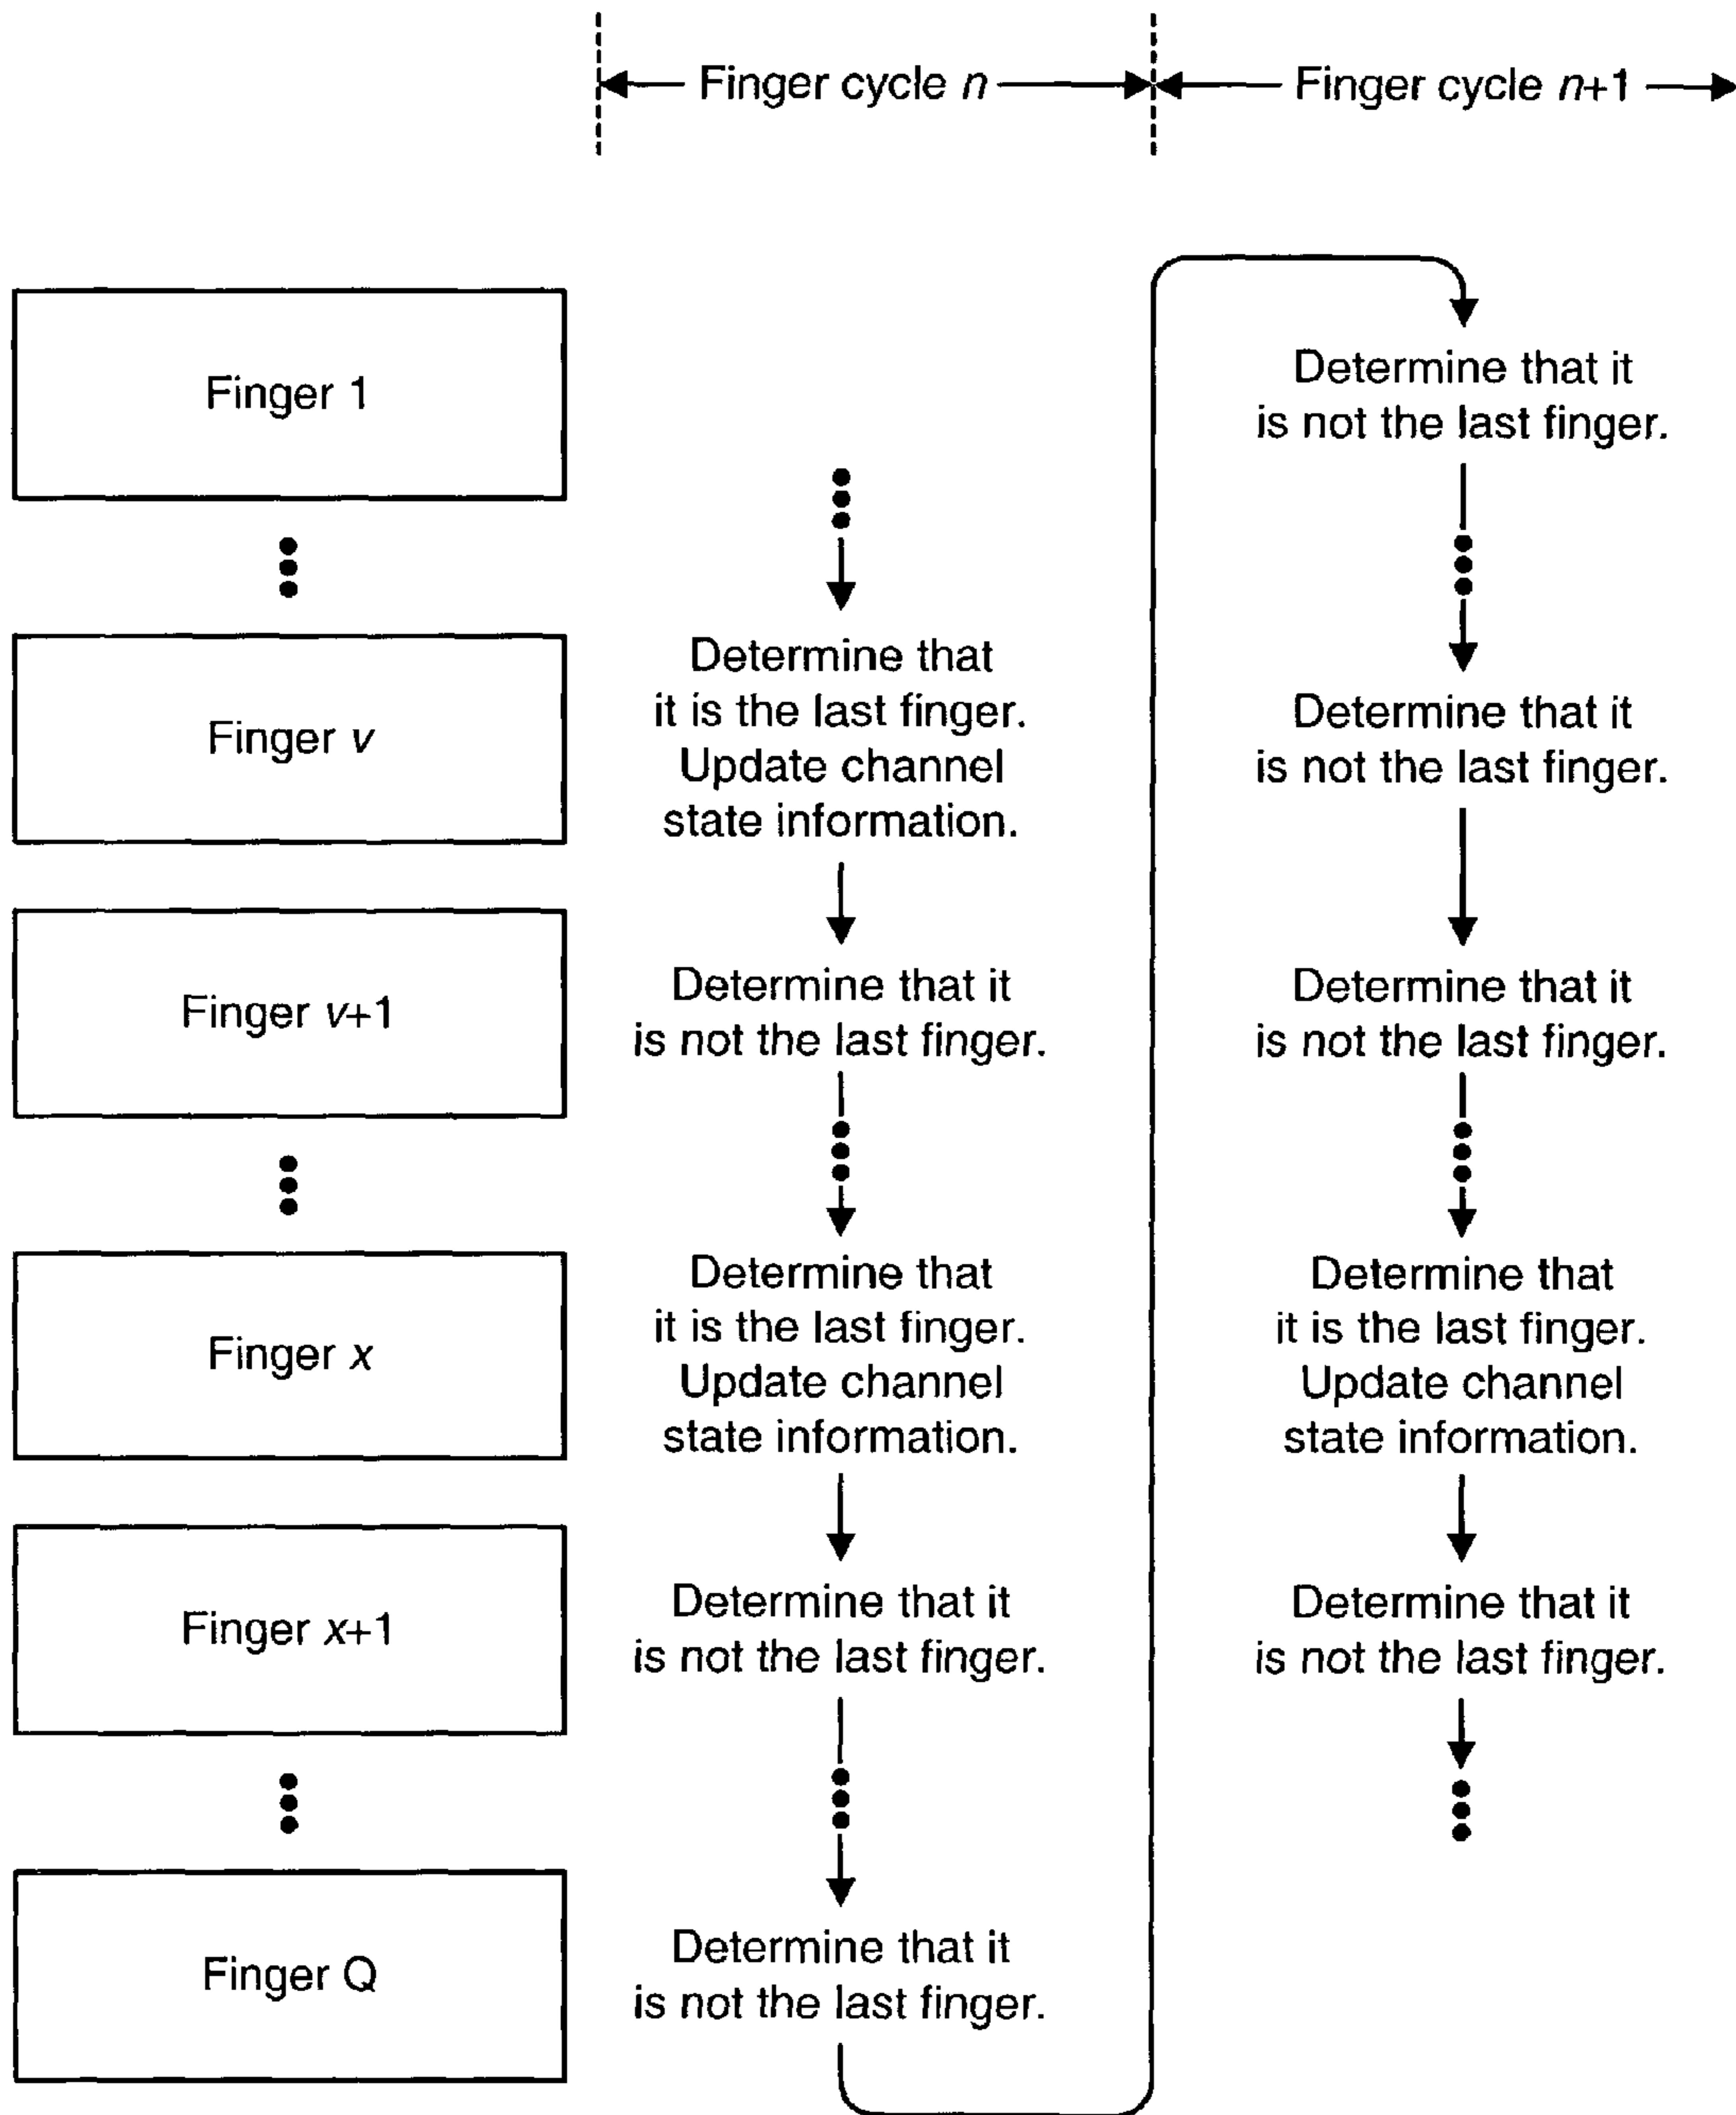 Finger cycle n
Finger cycle n+1
Finger 1
Determine that it
is not the last finger.
Finger v
Determine that
it is the last finger.
Update channel
state information.
Determine that it
is not the last finger.
Finger v+1
Determine that it
is not the last finger.
Determine that it
is not the last finger.
Finger x
Determine that
it is the last finger.
Update channel
state information.
Determine that
it is the last finger.
Update channel
state information.
Finger x+1
Determine that it
is not the last finger.
Determine that it
is not the last finger.
Finger Q
Determine that it
is not the last finger.